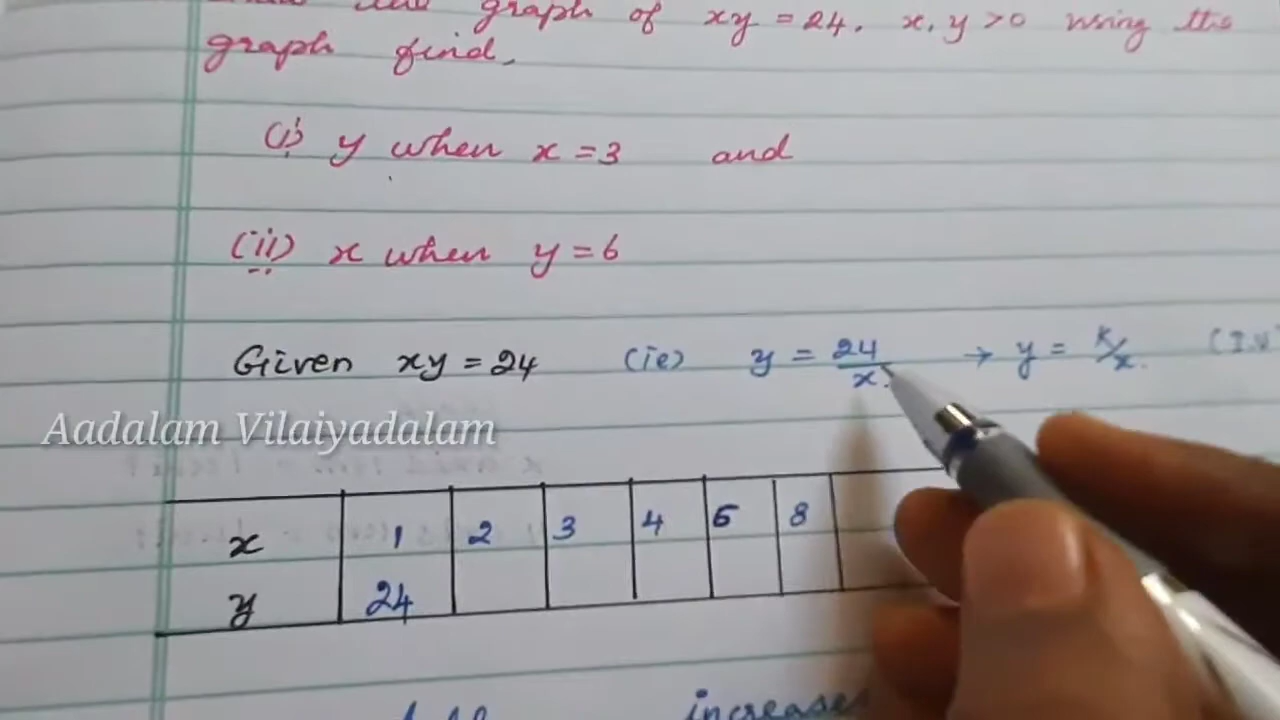 graph of xy = 24. x, y > 0 using the
graph find,
(i) y when x = 3 and
(ii) x when y = 6
Given xy = 24 (ie) y = 24/x. → y = k/x.
Aadalam Vilaiyadalam
x 1 2 3 4 6 8
y 24
increases